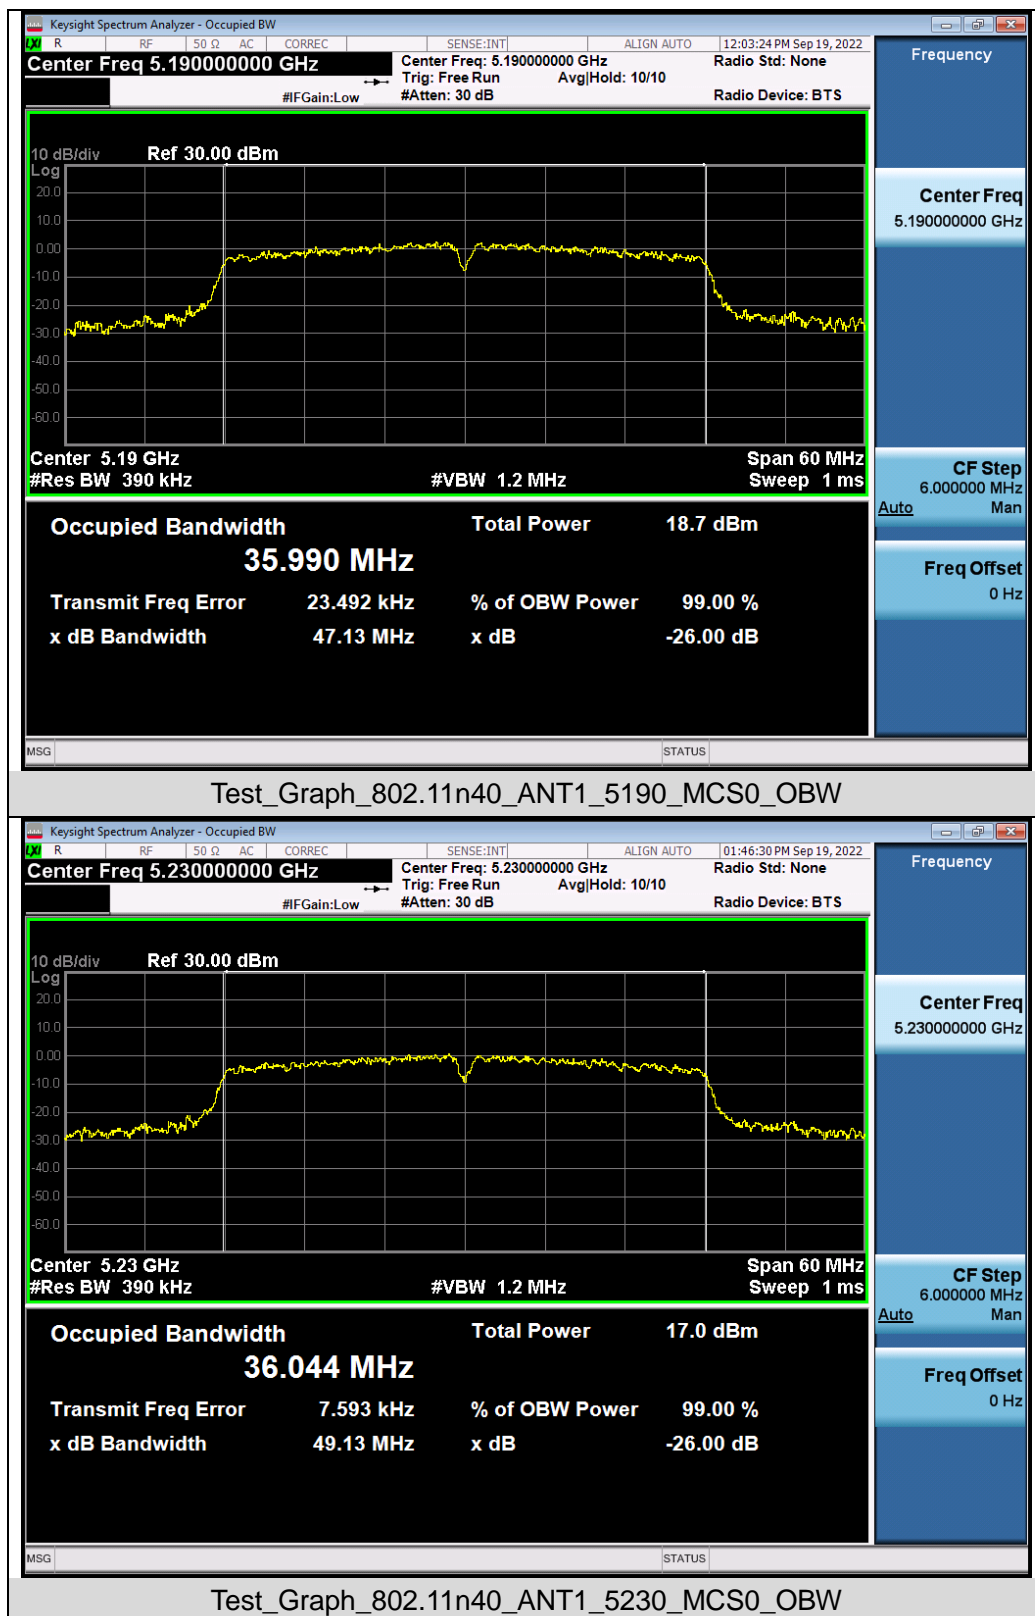 Keysight Spectrum Analyzer - Occupied BW
LXI R RF 50 Ω AC CORREC SENSE:INT ALIGN AUTO 12:03:24 PM Sep 19, 2022
Center Freq 5.190000000 GHz
Center Freq: 5.190000000 GHz Radio Std: None
Trig: Free Run Avg|Hold: 10/10
#IFGain:Low #Atten: 30 dB Radio Device: BTS
Frequency
10 dB/div Ref 30.00 dBm
Log
20.0
10.0
0.00
-10.0
-20.0
-30.0
-40.0
-50.0
-60.0
Center Freq
5.190000000 GHz
Center 5.19 GHz Span 60 MHz
#Res BW 390 kHz #VBW 1.2 MHz Sweep 1 ms
CF Step
6.000000 MHz
Auto Man
Freq Offset
0 Hz
Occupied Bandwidth Total Power 18.7 dBm
35.990 MHz
Transmit Freq Error 23.492 kHz % of OBW Power 99.00 %
x dB Bandwidth 47.13 MHz x dB -26.00 dB
MSG STATUS
Test_Graph_802.11n40_ANT1_5190_MCS0_OBW
Keysight Spectrum Analyzer - Occupied BW
LXI R RF 50 Ω AC CORREC SENSE:INT ALIGN AUTO 01:46:30 PM Sep 19, 2022
Center Freq 5.230000000 GHz
Center Freq: 5.230000000 GHz Radio Std: None
Trig: Free Run Avg|Hold: 10/10
#IFGain:Low #Atten: 30 dB Radio Device: BTS
Frequency
10 dB/div Ref 30.00 dBm
Log
20.0
10.0
0.00
-10.0
-20.0
-30.0
-40.0
-50.0
-60.0
Center Freq
5.230000000 GHz
Center 5.23 GHz Span 60 MHz
#Res BW 390 kHz #VBW 1.2 MHz Sweep 1 ms
CF Step
6.000000 MHz
Auto Man
Freq Offset
0 Hz
Occupied Bandwidth Total Power 17.0 dBm
36.044 MHz
Transmit Freq Error 7.593 kHz % of OBW Power 99.00 %
x dB Bandwidth 49.13 MHz x dB -26.00 dB
MSG STATUS
Test_Graph_802.11n40_ANT1_5230_MCS0_OBW